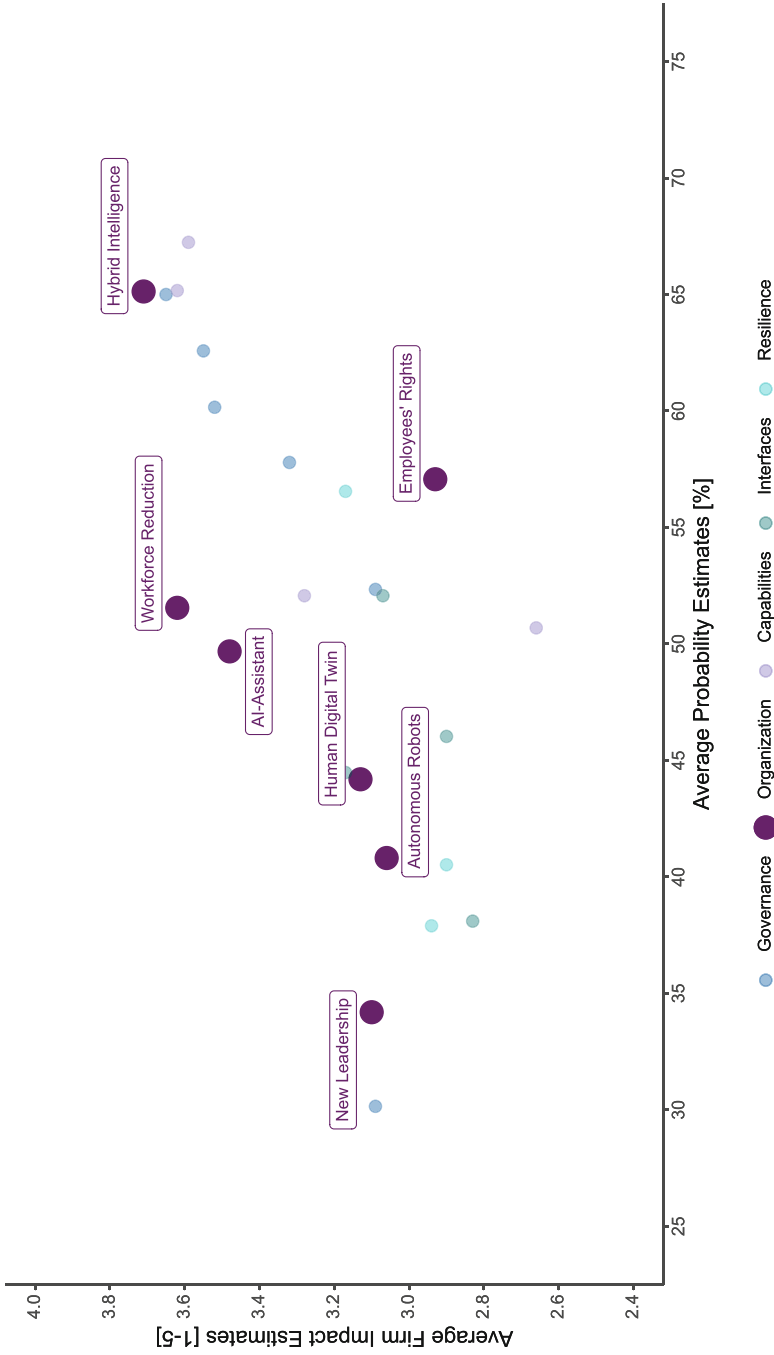 Average Firm Impact Estimates [1-5]
4.0
3.8
3.6
3.4
3.2
3.0
2.8
2.6
2.4
Hybrid Intelligence
Workforce Reduction
AI-Assistant
Employees' Rights
Human Digital Twin
Autonomous Robots
New Leadership
25
30
35
40
45
50
55
60
65
70
75
Average Probability Estimates [%]
Governance
Organization
Capabilities
Interfaces
Resilience